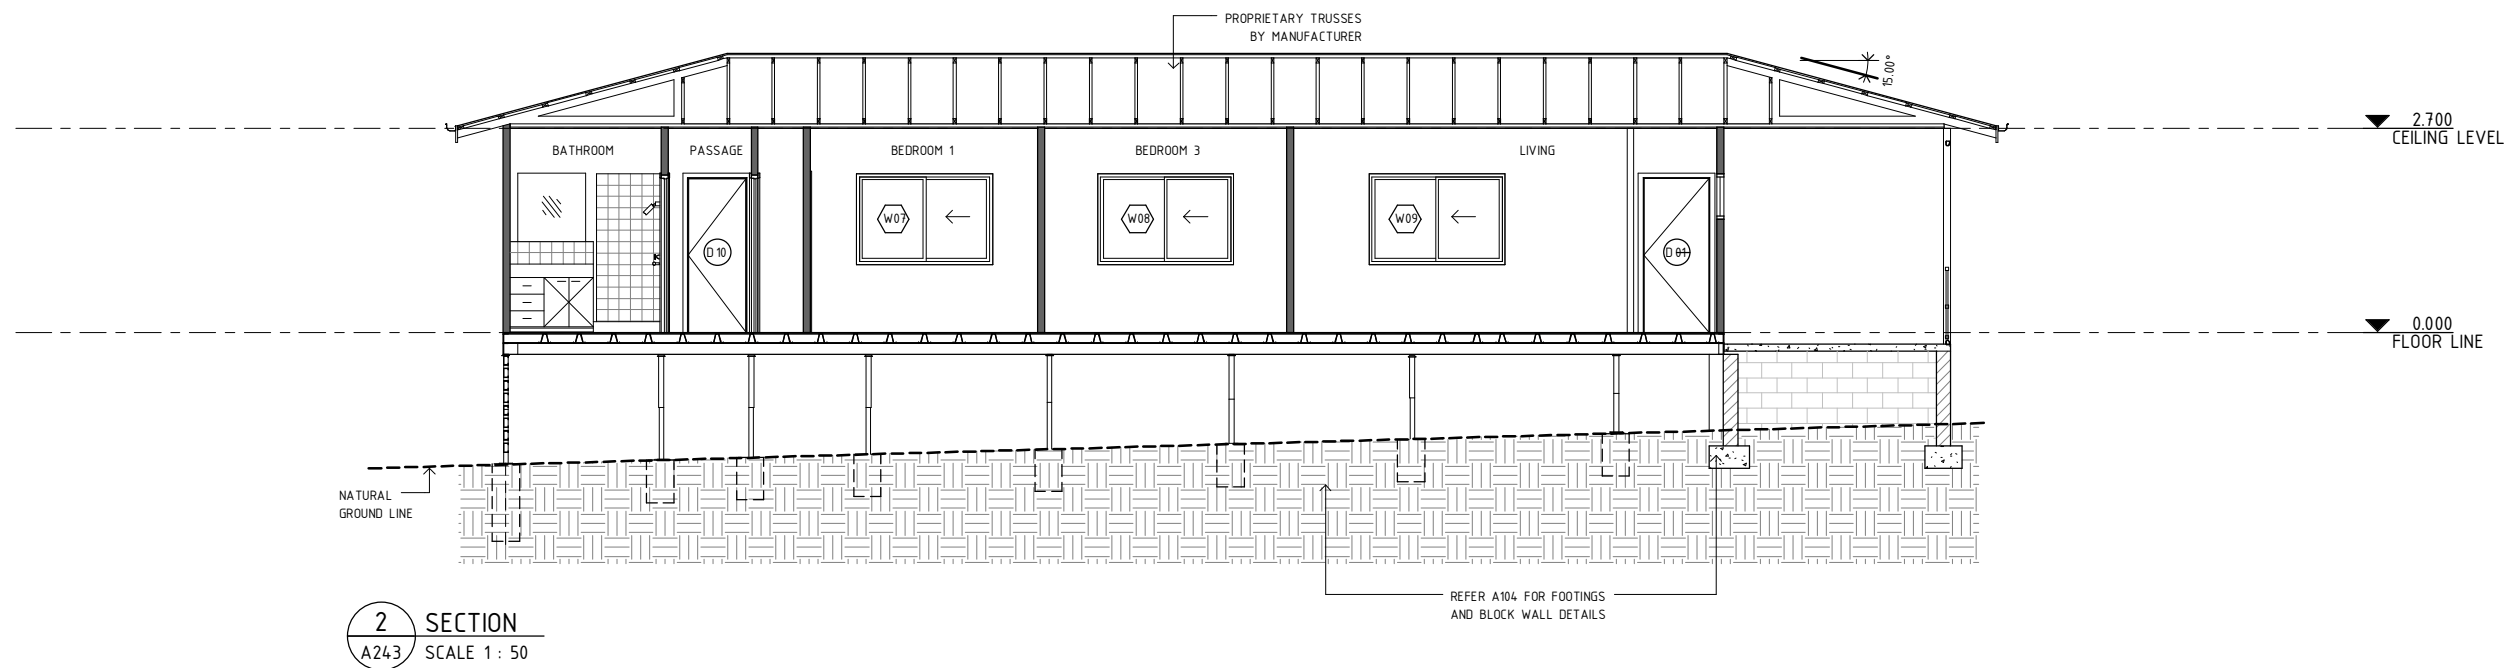 PROPRIETARY TRUSSES
BY MANUFACTURER
15.00°
2.700
CEILING LEVEL
BATHROOM
PASSAGE
BEDROOM 1
BEDROOM 3
LIVING
W07
W08
W09
D 10
D 01
0.000
FLOOR LINE
NATURAL
GROUND LINE
REFER A104 FOR FOOTINGS
AND BLOCK WALL DETAILS
2
SECTION
A243
SCALE 1 : 50